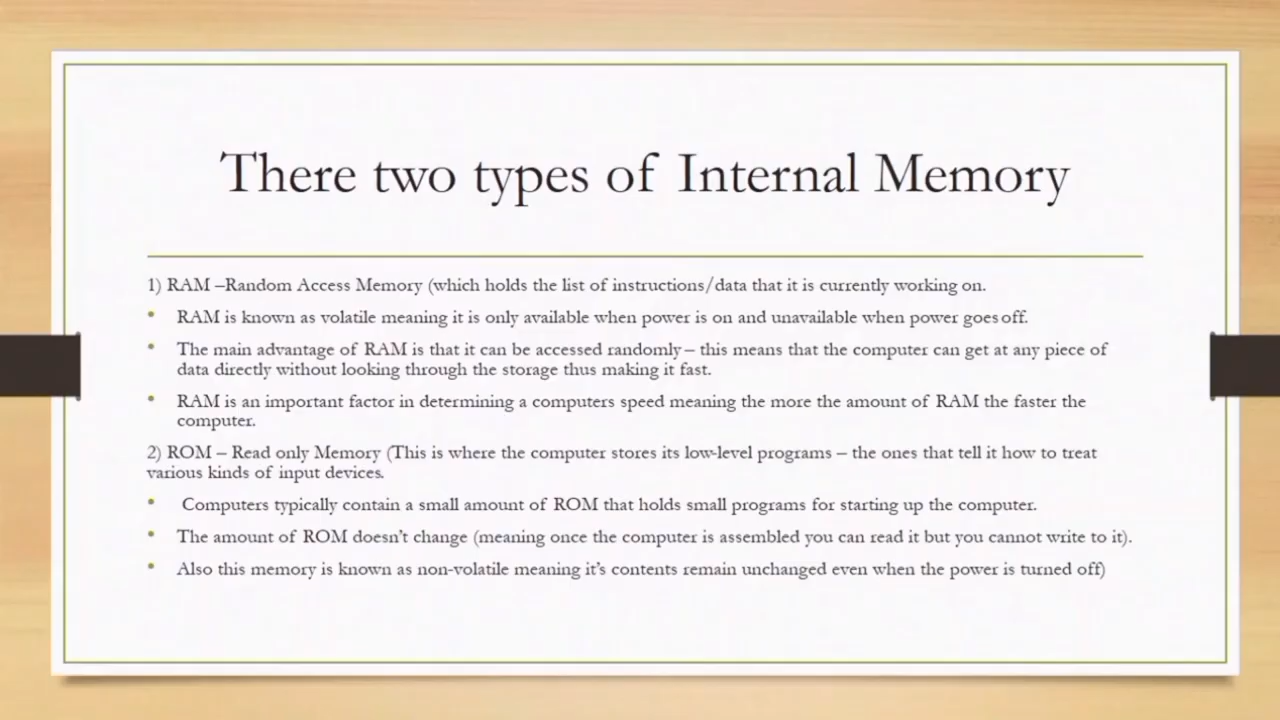 There two types of Internal Memory
1) RAM –Random Access Memory (which holds the list of instructions/data that it is currently working on.
• RAM is known as volatile meaning it is only available when power is on and unavailable when power goes off.
• The main advantage of RAM is that it can be accessed randomly – this means that the computer can get at any piece of
data directly without looking through the storage thus making it fast.
• RAM is an important factor in determining a computers speed meaning the more the amount of RAM the faster the
computer.
2) ROM – Read only Memory (This is where the computer stores its low-level programs – the ones that tell it how to treat
various kinds of input devices.
• Computers typically contain a small amount of ROM that holds small programs for starting up the computer.
• The amount of ROM doesn't change (meaning once the computer is assembled you can read it but you cannot write to it).
• Also this memory is known as non-volatile meaning it's contents remain unchanged even when the power is turned off)